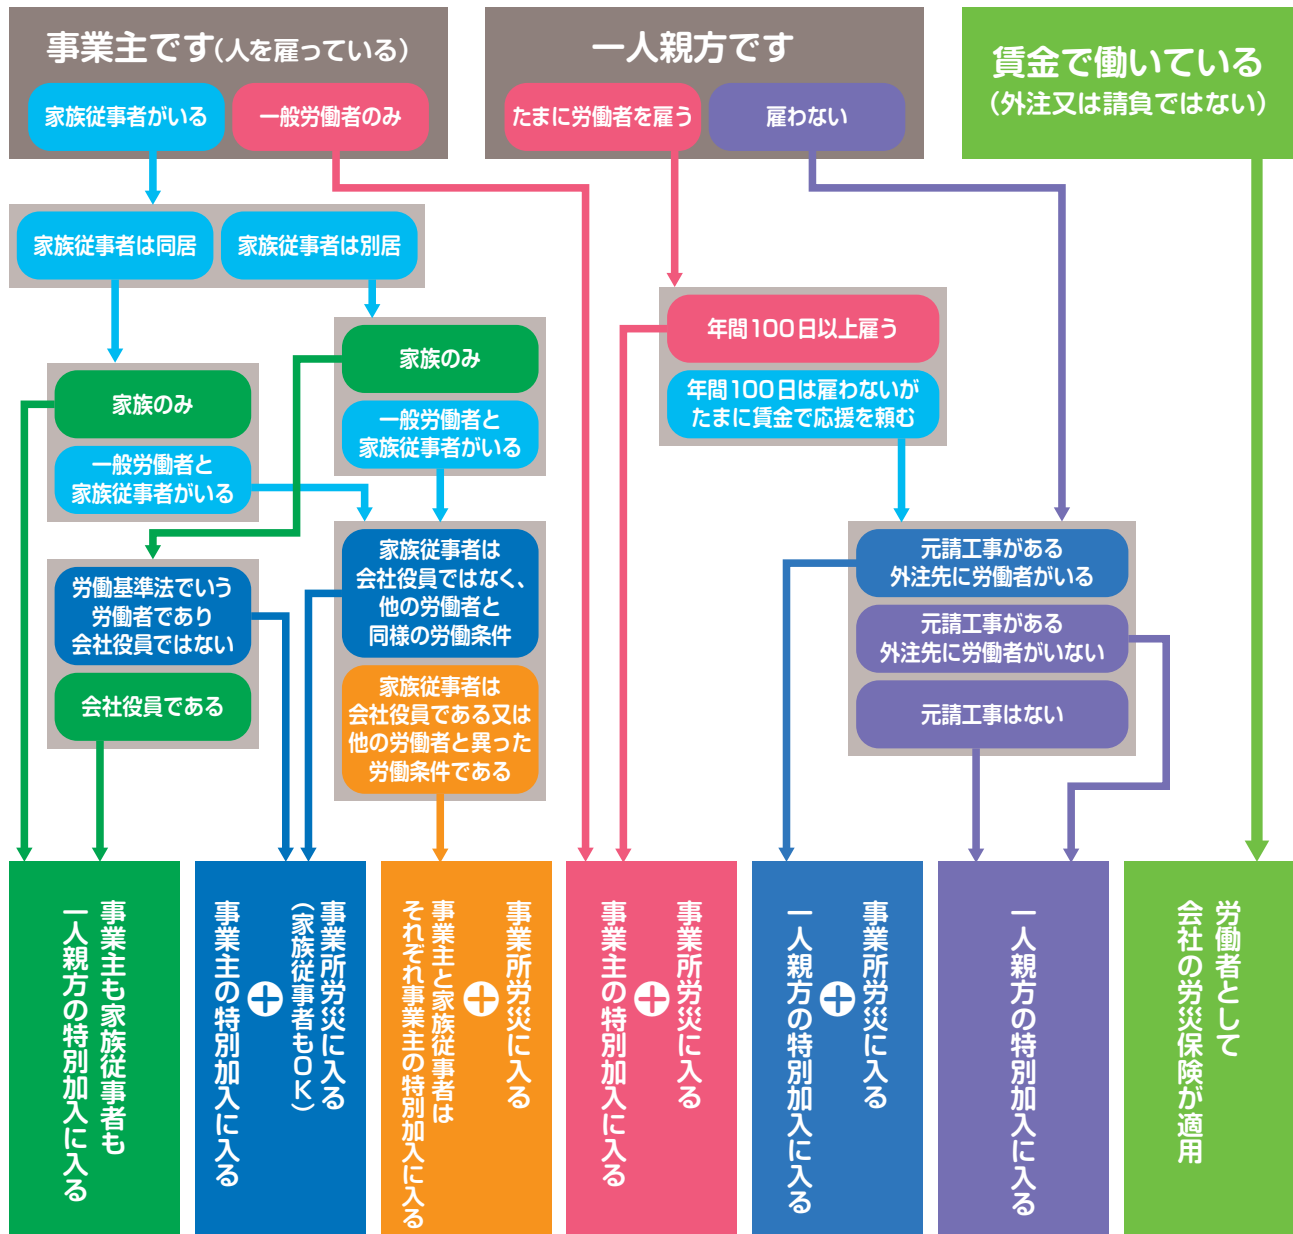 事業主です(人を雇っている)
家族従事者がいる
一般労働者のみ
一人親方です
たまに労働者を雇う
雇わない
賃金で働いている
(外注又は請負ではない)
家族従事者は同居
家族従事者は別居
家族のみ
一般労働者と
家族従事者がいる
家族のみ
一般労働者と
家族従事者がいる
年間100日以上雇う
年間100日は雇わないが
たまに賃金で応援を頼む
労働基準法でいう
労働者であり
会社役員ではない
会社役員である
家族従事者は
会社役員ではなく、
他の労働者と
同様の労働条件
家族従事者は
会社役員である又は
他の労働者と異った
労働条件である
元請工事がある
外注先に労働者がいる
元請工事がある
外注先に労働者がいない
元請工事はない
事業主も家族従事者も
一人親方の特別加入に入る
事業所労災に入る
(家族従事者もOK)
+
事業主の特別加入に入る
事業所労災に入る
+
事業主と家族従事者は
それぞれ事業主の特別加入に入る
事業所労災に入る
+
事業主の特別加入に入る
事業所労災に入る
+
一人親方の特別加入に入る
一人親方の特別加入に入る
労働者として
会社の労災保険が適用